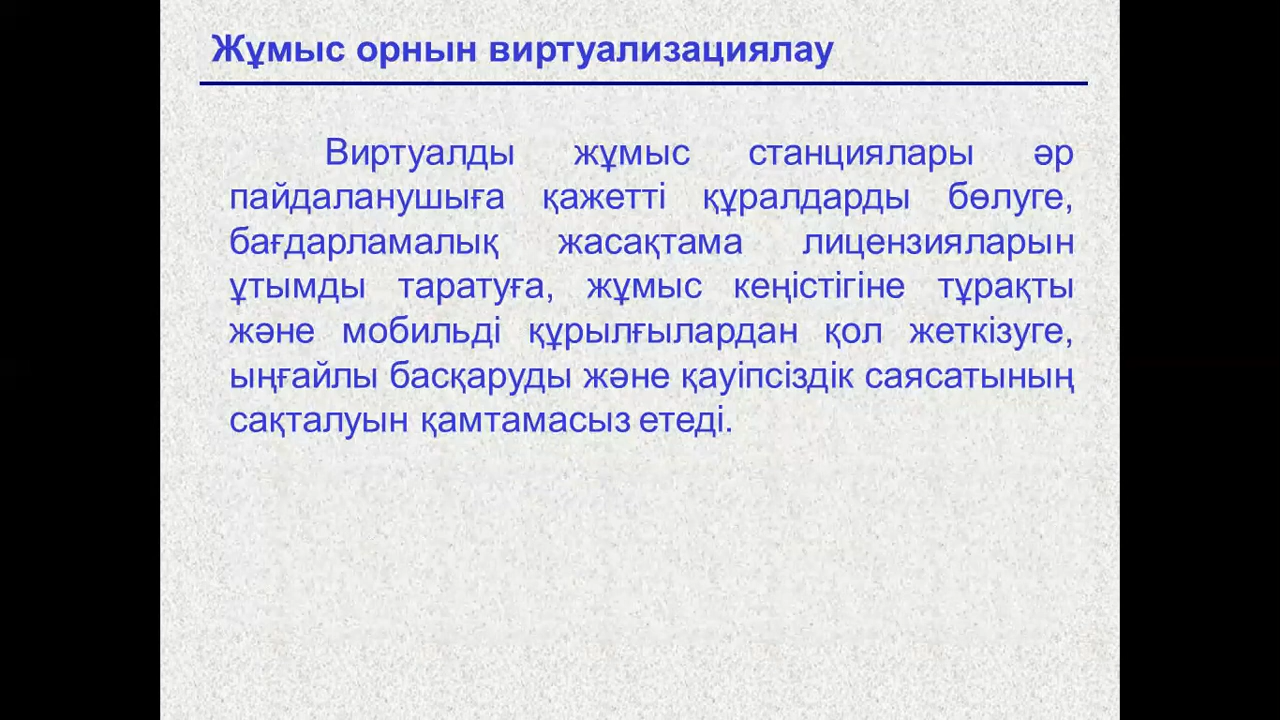 Жұмыс орнын виртуализациялау
Виртуалды жұмыс станциялары әр
пайдаланушыға қажетті құралдарды бөлуге,
бағдарламалық жасақтама лицензияларын
ұтымды таратуға, жұмыс кеңістігіне тұрақты
және мобильді құрылғылардан қол жеткізуге,
ыңғайлы басқаруды және қауіпсіздік саясатының
сақталуын қамтамасыз етеді.